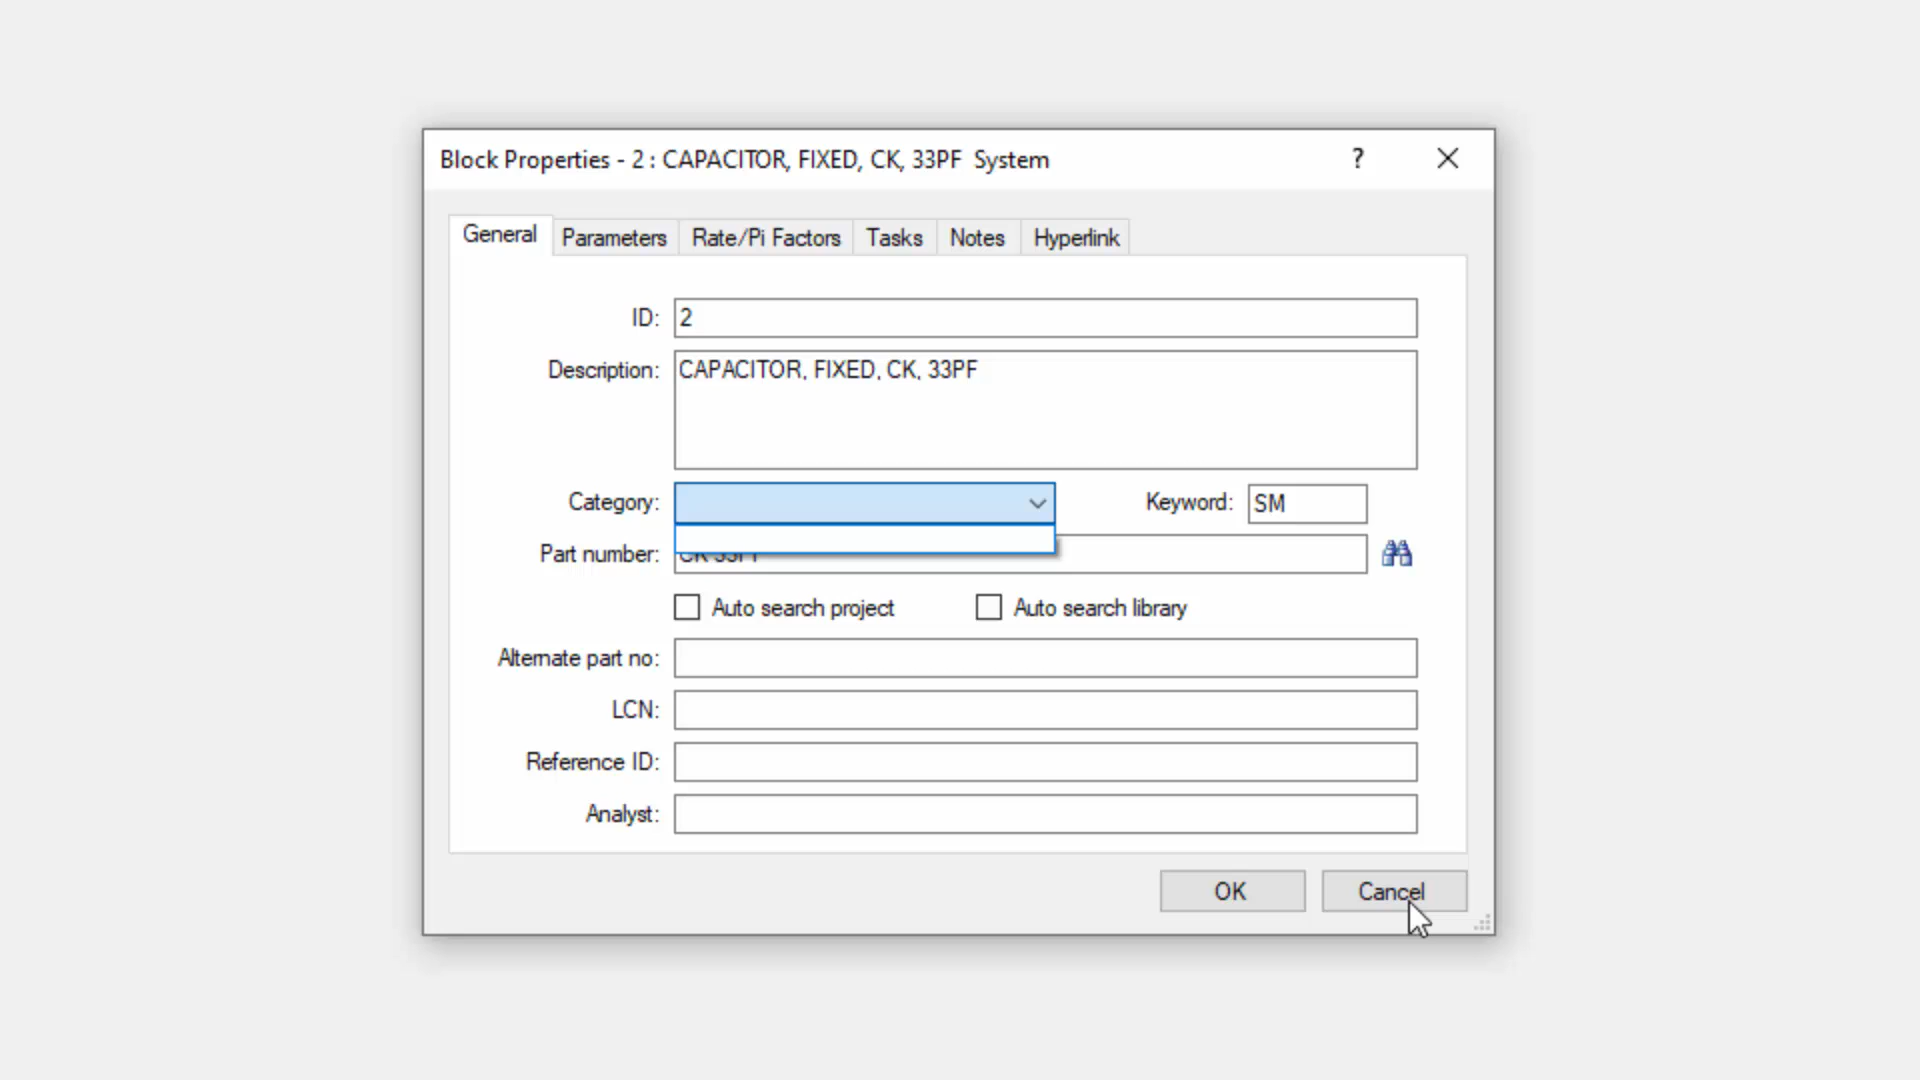 Block Properties - 2 : CAPACITOR, FIXED, CK, 33PF System
?
General Parameters Rate/Pi Factors Tasks Notes Hyperlink
ID: 2
Description: CAPACITOR, FIXED, CK, 33PF
Category: Keyword: SM
Part number: CK 33PF
Auto search project Auto search library
Alternate part no:
LCN:
Reference ID:
Analyst:
OK Cancel